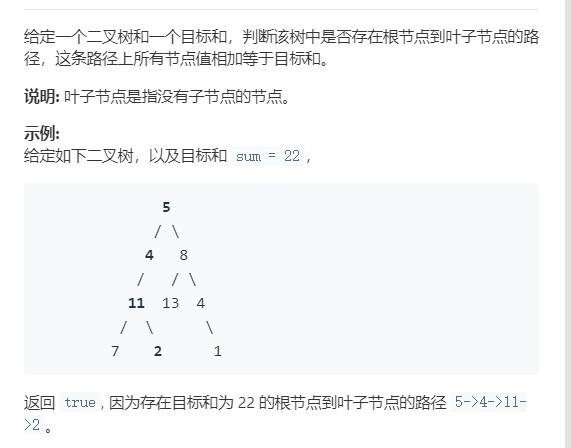 给定一个二叉树和一个目标和，判断该树中是否存在根节点到叶子节点的路
径，这条路径上所有节点值相加等于目标和。
说明: 叶子节点是指没有子节点的节点。
示例:
给定如下二叉树，以及目标和 sum = 22 ，
5
/ \
4 8
/ / \
11 13 4
/ \ \
7 2 1
返回 true , 因为存在目标和为 22 的根节点到叶子节点的路径 5->4->11-
>2 。